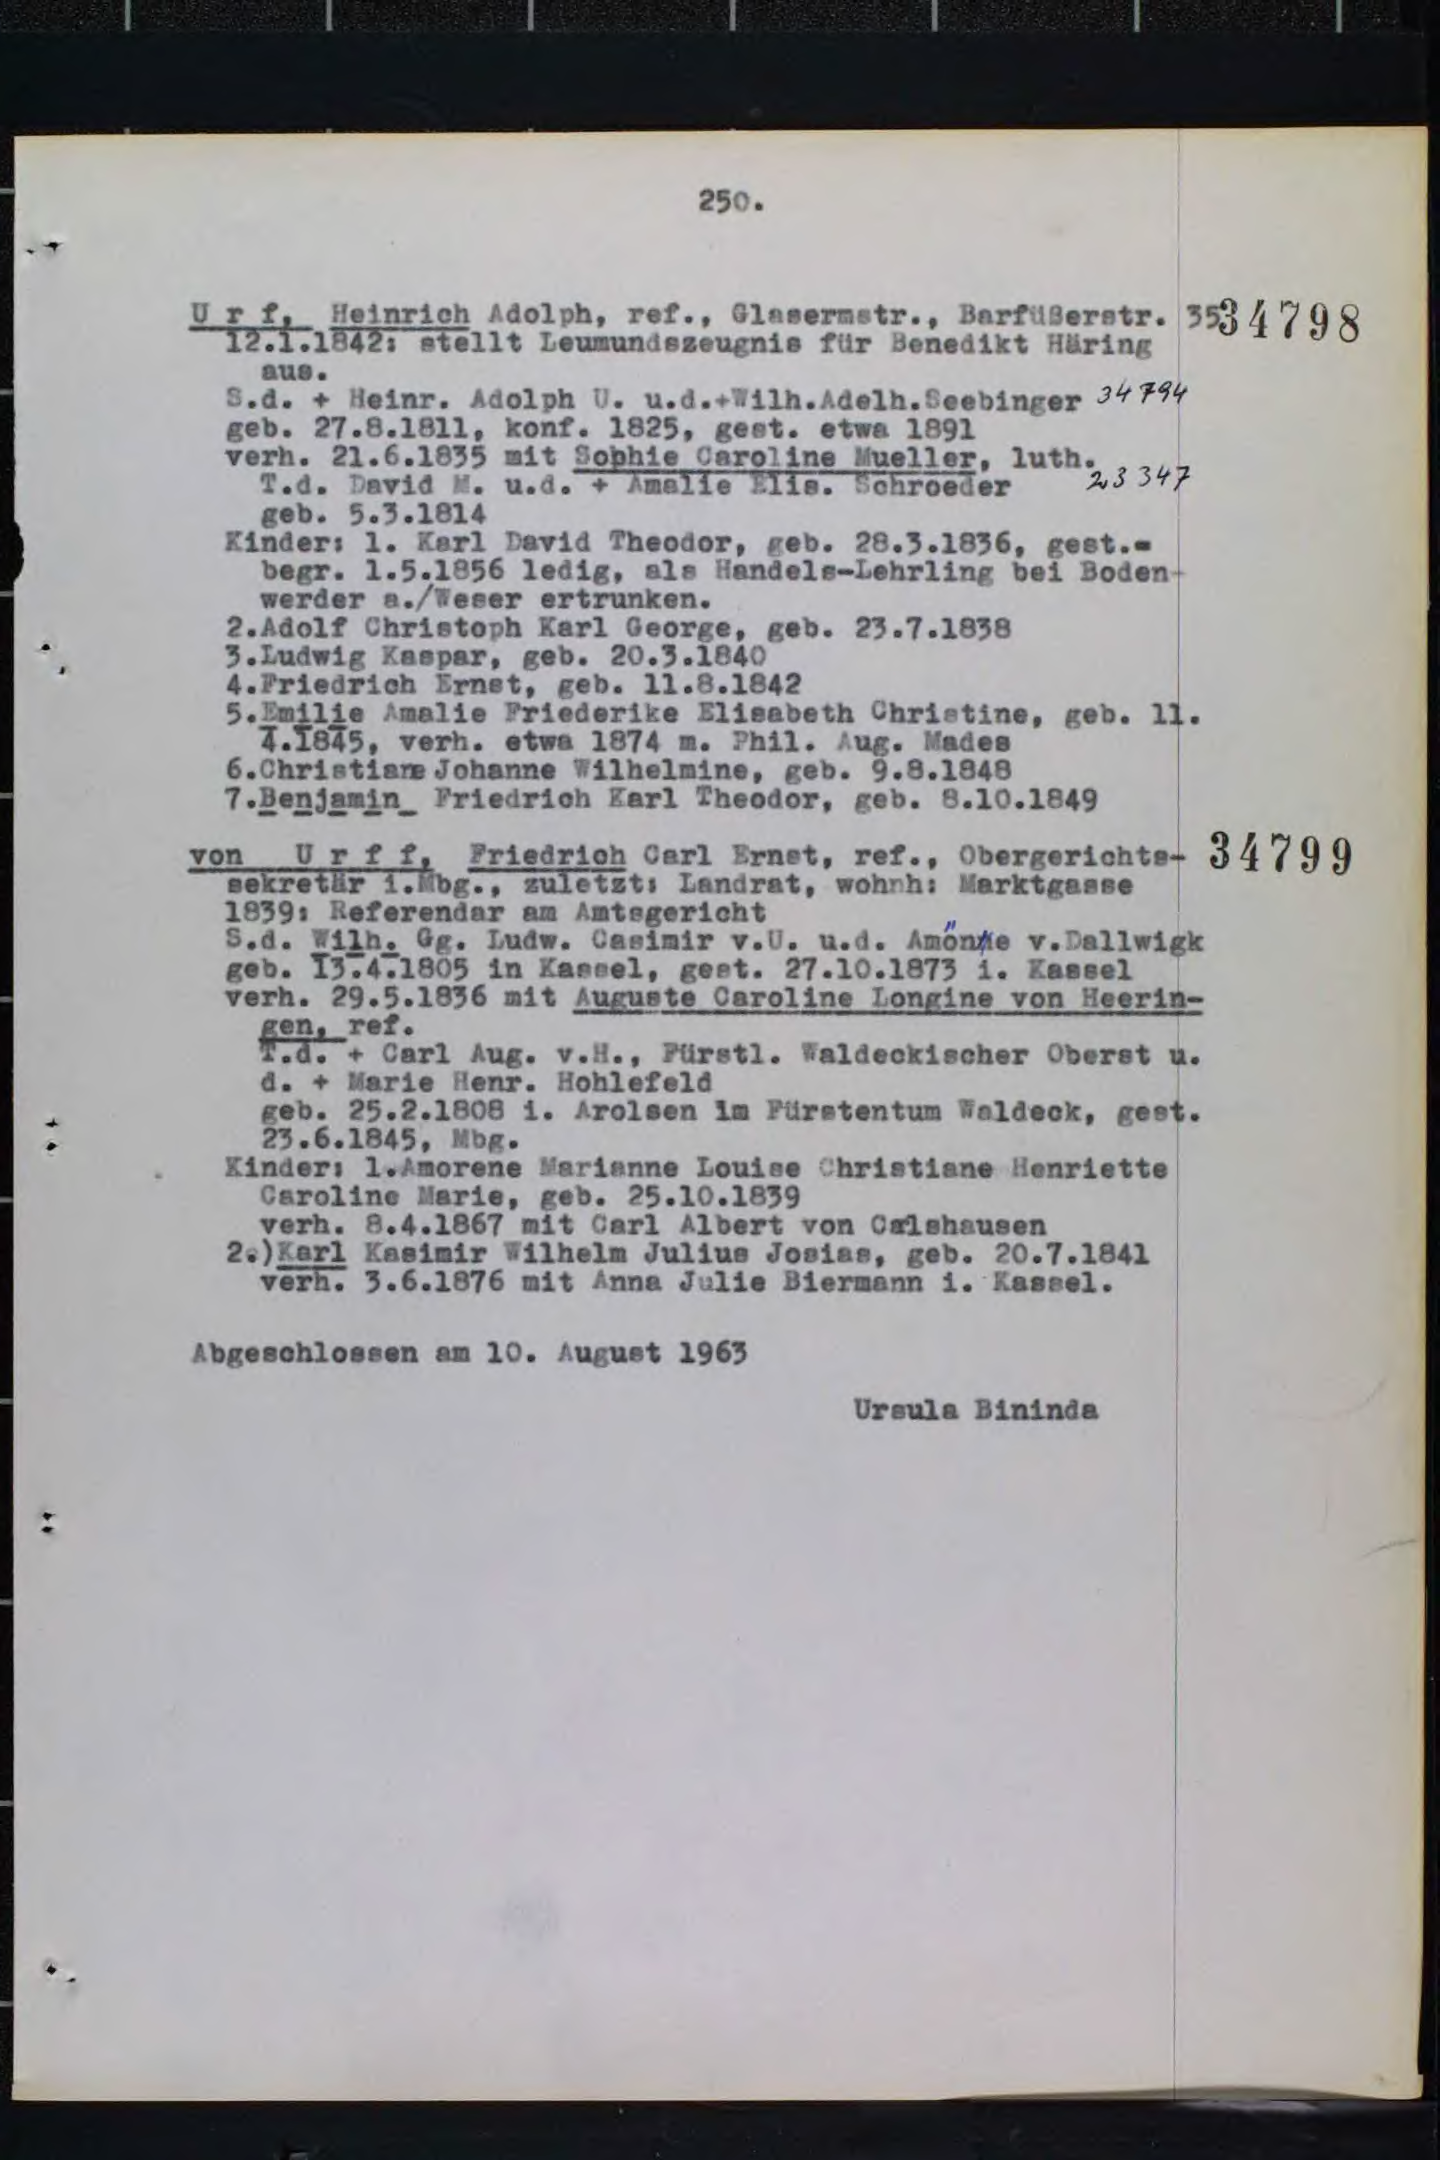 250.
U r f, Heinrich Adolph, ref., Glasermstr., Barfüßerstr. 35 34798
12.1.1842: stellt Leumundszeugnis für Benedikt Häring
aus.
S.d. + Heinr. Adolph U. u.d.+Wilh.Adelh.Seebinger 34794
geb. 27.8.1811, konf. 1825, gest. etwa 1891
verh. 21.6.1835 mit Sophie Caroline Mueller, luth.
T.d. David M. u.d. + Amalie Elis. Schroeder 23347
geb. 5.3.1814
Kinder: 1. Karl David Theodor, geb. 28.3.1836, gest.-
begr. 1.5.1856 ledig, als Handels-Lehrling bei Boden-
werder a./Weser ertrunken.
2.Adolf Christoph Karl George, geb. 23.7.1838
3.Ludwig Kaspar, geb. 20.3.1840
4.Friedrich Ernst, geb. 11.8.1842
5.Emilie Amalie Friederike Elisabeth Christine, geb. 11.
4.1845, verh. etwa 1874 m. Phil. Aug. Mades
6.Christiane Johanne Wilhelmine, geb. 9.8.1848
7.Benjamin Friedrich Karl Theodor, geb. 8.10.1849
von U r f f, Friedrich Carl Ernst, ref., Obergerichts- 34799
sekretär i.Mbg., zuletzt: Landrat, wohnh: Marktgasse
1839: Referendar am Amtsgericht
S.d. Wilh. Gg. Ludw. Casimir v.U. u.d. Amöne v.Dallwigk
geb. 13.4.1805 in Kassel, gest. 27.10.1873 i. Kassel
verh. 29.5.1836 mit Auguste Caroline Longine von Heerin-
gen, ref.
T.d. + Carl Aug. v.H., Fürstl. Waldeckischer Oberst u.
d. + Marie Henr. Hohlefeld
geb. 25.2.1808 i. Arolsen im Fürstentum Waldeck, gest.
23.6.1845, Mbg.
Kinder: 1.Amorene Marianne Louise Christiane Henriette
Caroline Marie, geb. 25.10.1839
verh. 8.4.1867 mit Carl Albert von Calshausen
2.)Karl Kasimir Wilhelm Julius Josias, geb. 20.7.1841
verh. 3.6.1876 mit Anna Julie Biermann i. Kassel.
Abgeschlossen am 10. August 1963
Ursula Bininda